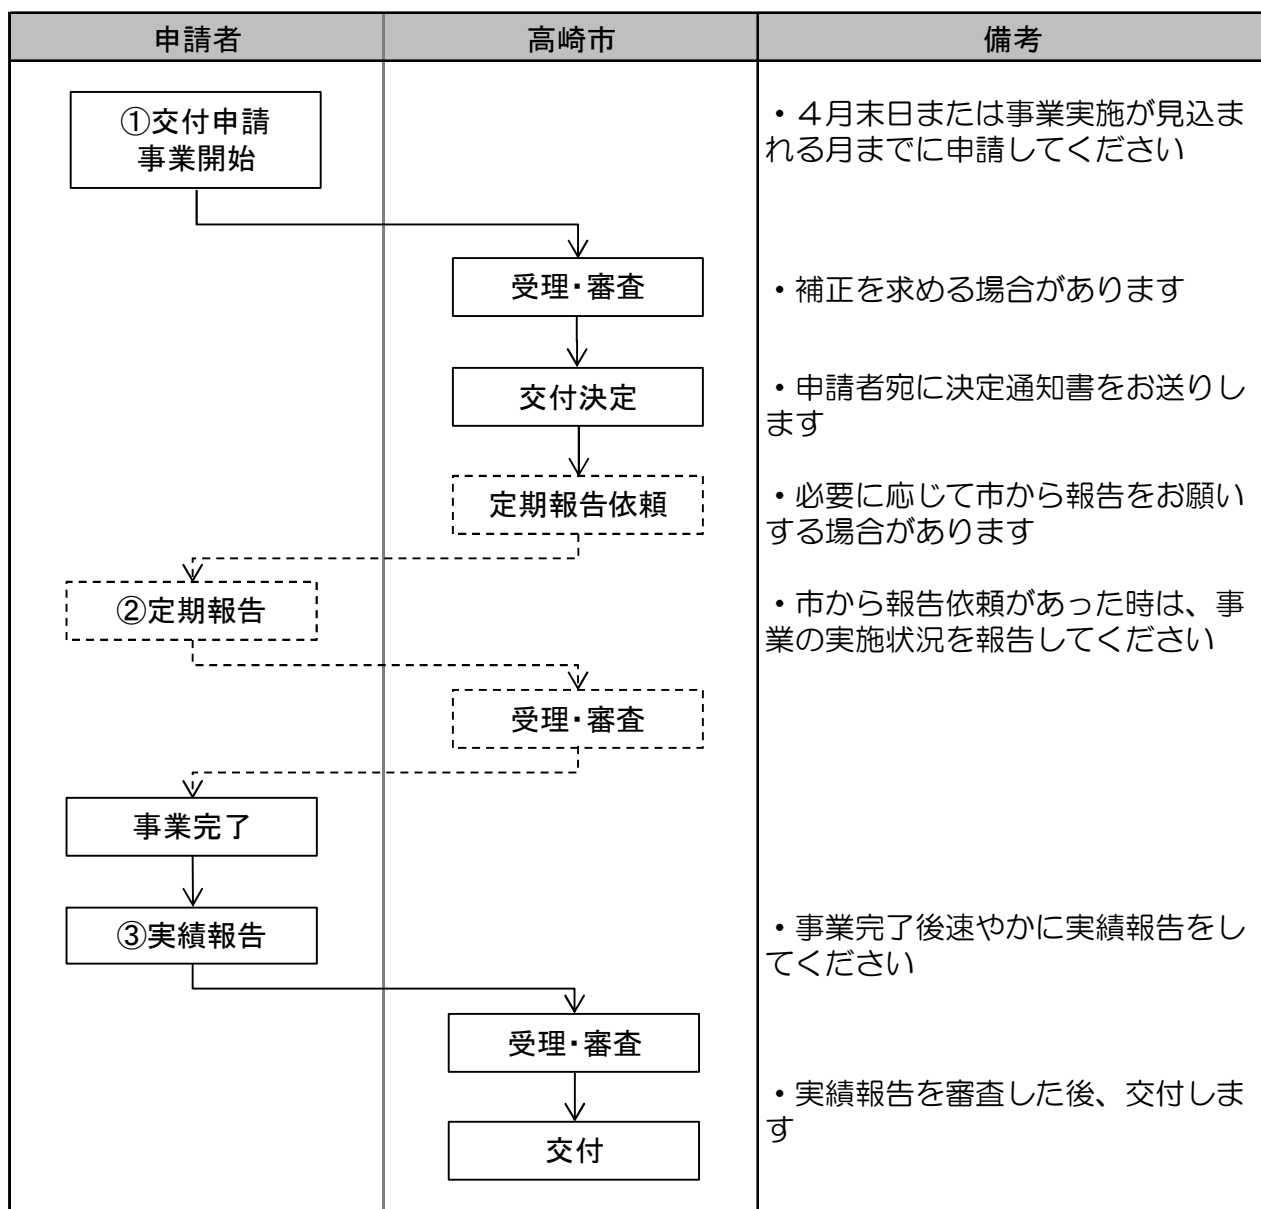 申請者
高崎市
備考
①交付申請
事業開始
・４月末日または事業実施が見込ま
れる月までに申請してください
受理・審査
・補正を求める場合があります
交付決定
・申請者宛に決定通知書をお送りし
ます
定期報告依頼
・必要に応じて市から報告をお願い
する場合があります
②定期報告
・市から報告依頼があった時は、事
業の実施状況を報告してください
受理・審査
事業完了
③実績報告
・事業完了後速やかに実績報告をし
てください
受理・審査
・実績報告を審査した後、交付しま
す
交付